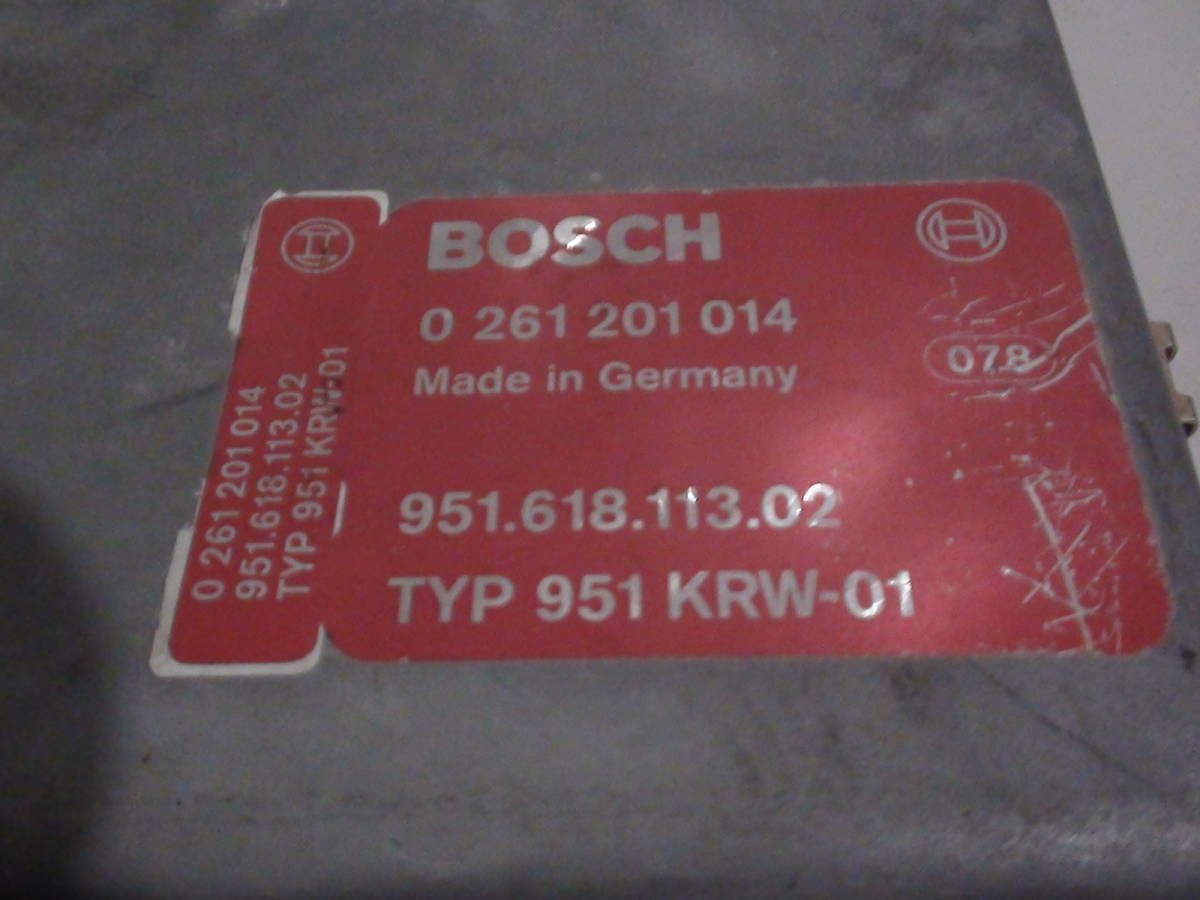 BOSCH
0 261 201 014
Made in Germany
078
951.618.113.02
TYP 951 KRW-01
0 261 201 014
951.618.113.02
TYP 951 KRW-01